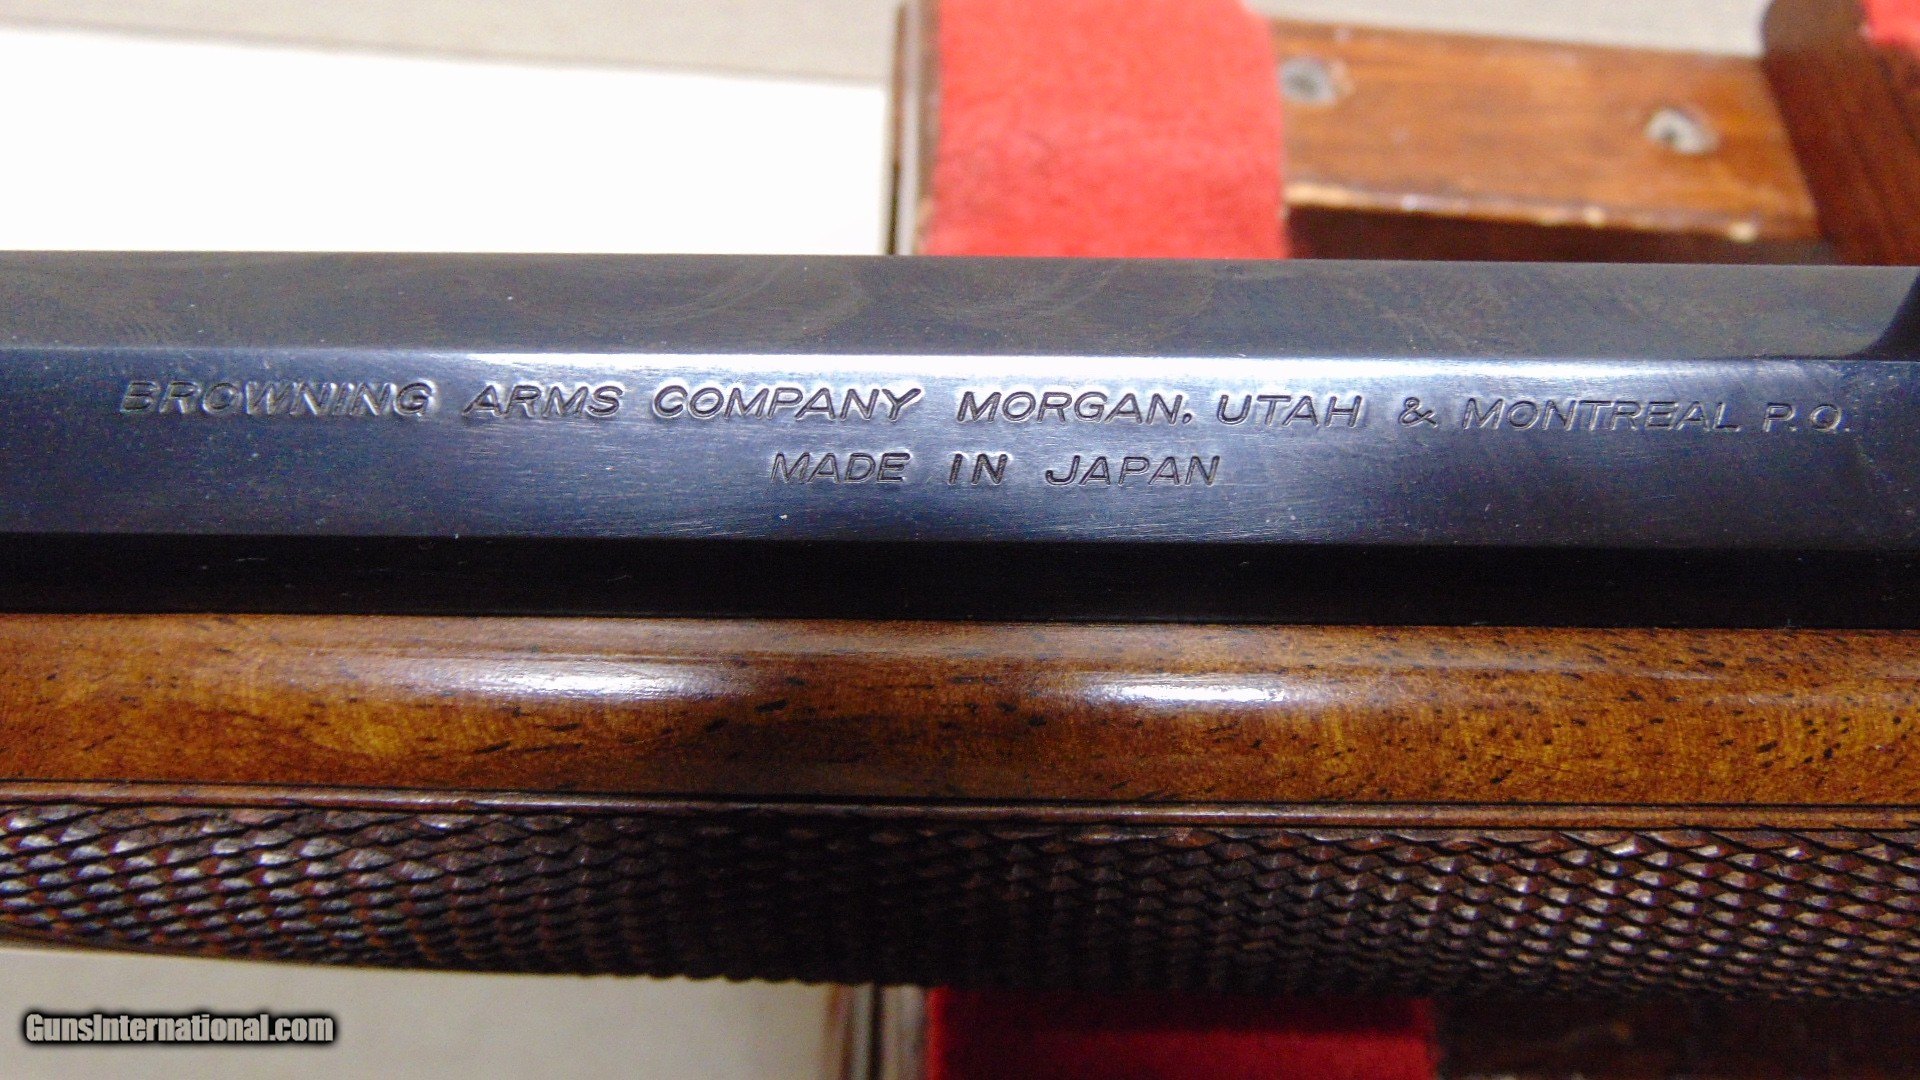 BROWNING ARMS COMPANY MORGAN, UTAH & MONTREAL P.Q.
MADE IN JAPAN
GunsInternational.com